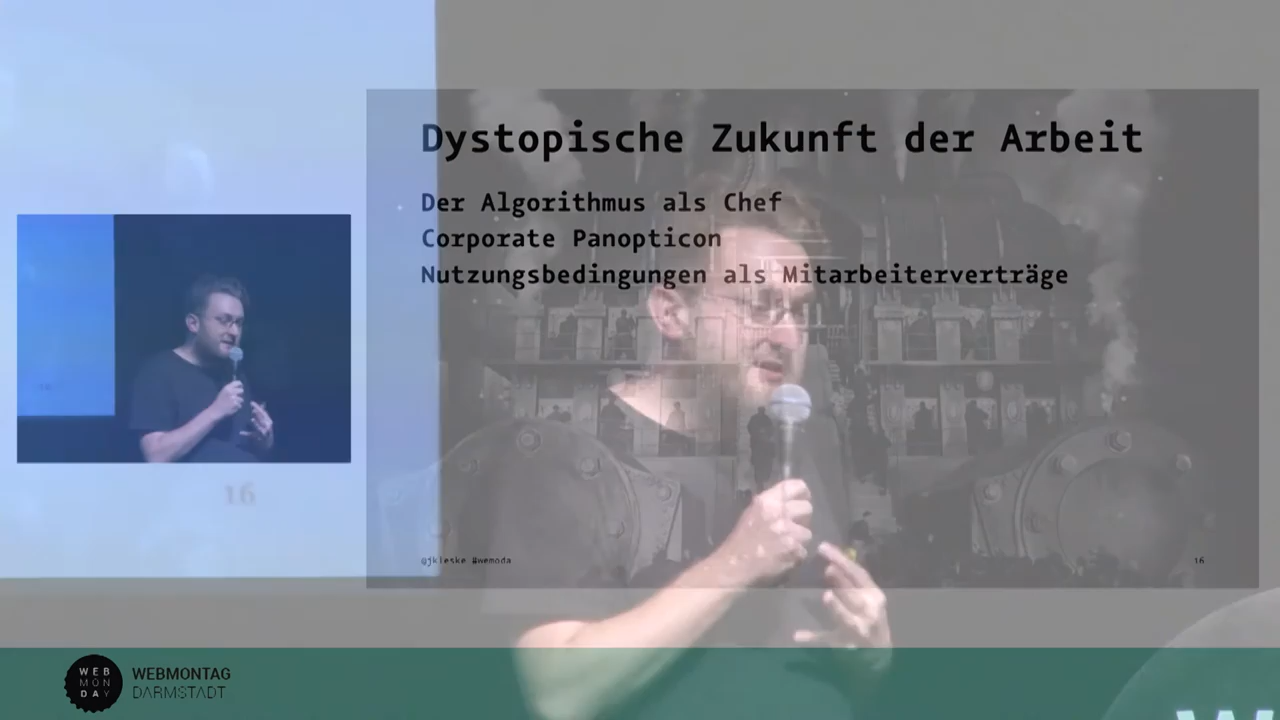 Dystopische Zukunft der Arbeit
Der Algorithmus als Chef
Corporate Panopticon
Nutzungsbedingungen als Mitarbeiterverträge
16
@jkleske #wemoda
16
WEB
MON
DAY
WEBMONTAG
DARMSTADT
W